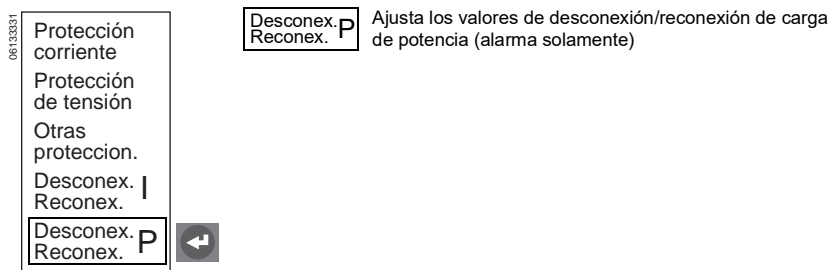 06133331
Protección
corriente
Protección
de tensión
Otras
proteccion.
Desconex. I
Reconex.
Desconex. P
Reconex.
Desconex. P
Reconex.
Ajusta los valores de desconexión/reconexión de carga
de potencia (alarma solamente)